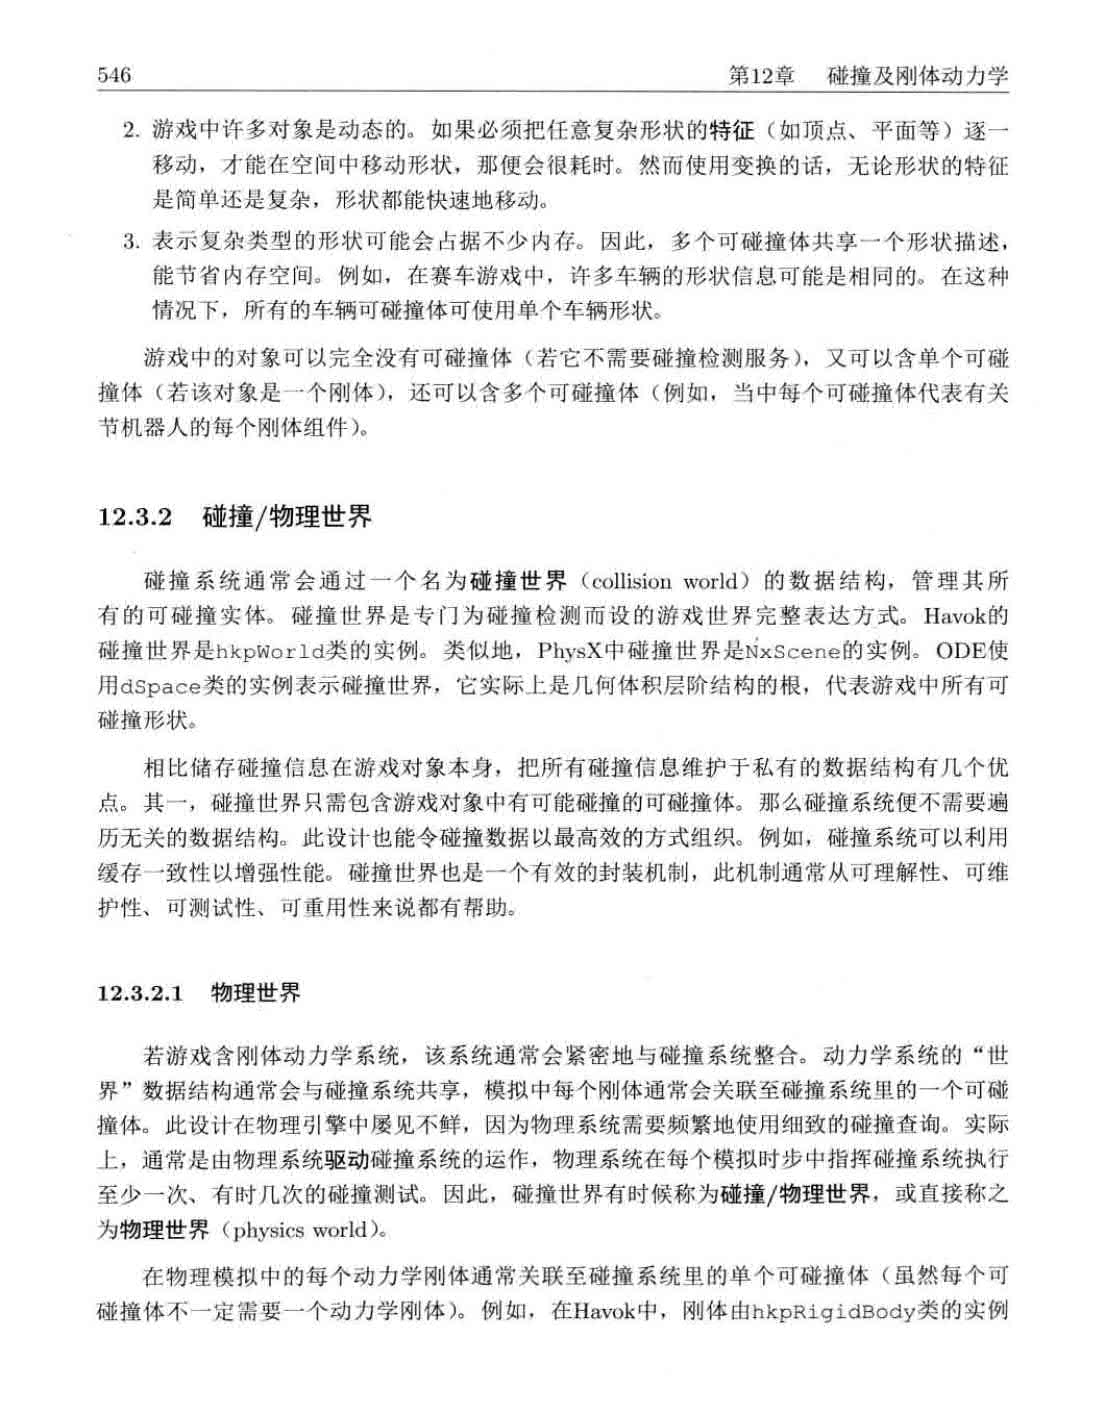 546 第12章 碰撞及刚体动力学
2. 游戏中许多对象是动态的。如果必须把任意复杂形状的特征（如顶点、平面等）逐一
移动，才能在空间中移动形状，那便会很耗时。然而使用变换的话，无论形状的特征
是简单还是复杂，形状都能快速地移动。
3. 表示复杂类型的形状可能会占据不少内存。因此，多个可碰撞体共享一个形状描述，
能节省内存空间。例如，在赛车游戏中，许多车辆的形状信息可能是相同的。在这种
情况下，所有的车辆可碰撞体可使用单个车辆形状。
游戏中的对象可以完全没有可碰撞体（若它不需要碰撞检测服务），又可以含单个可碰
撞体（若该对象是一个刚体），还可以含多个可碰撞体（例如，当中每个可碰撞体代表有关
节机器人的每个刚体组件）。
12.3.2 碰撞/物理世界
碰撞系统通常会通过一个名为碰撞世界（collision world）的数据结构，管理其所
有的可碰撞实体。碰撞世界是专门为碰撞检测而设的游戏世界完整表达方式。Havok的
碰撞世界是hkpWorld类的实例。类似地，PhysX中碰撞世界是NxScene的实例。ODE使
用dSpace类的实例表示碰撞世界，它实际上是几何体积层阶结构的根，代表游戏中所有可
碰撞形状。
相比储存碰撞信息在游戏对象本身，把所有碰撞信息维护于私有的数据结构有几个优
点。其一，碰撞世界只需包含游戏对象中有可能碰撞的可碰撞体。那么碰撞系统便不需要遍
历无关的数据结构。此设计也能令碰撞数据以最高效的方式组织。例如，碰撞系统可以利用
缓存一致性以增强性能。碰撞世界也是一个有效的封装机制，此机制通常从可理解性、可维
护性、可测试性、可重用性来说都有帮助。
12.3.2.1 物理世界
若游戏含刚体动力学系统，该系统通常会紧密地与碰撞系统整合。动力学系统的“世
界”数据结构通常会与碰撞系统共享，模拟中每个刚体通常会关联至碰撞系统里的一个可碰
撞体。此设计在物理引擎中屡见不鲜，因为物理系统需要频繁地使用细致的碰撞查询。实际
上，通常是由物理系统驱动碰撞系统的运作，物理系统在每个模拟时步中指挥碰撞系统执行
至少一次、有时几次的碰撞测试。因此，碰撞世界有时候称为碰撞/物理世界，或直接称之
为物理世界（physics world）。
在物理模拟中的每个动力学刚体通常关联至碰撞系统里的单个可碰撞体（虽然每个可
碰撞体不一定需要一个动力学刚体）。例如，在Havok中，刚体由hkpRigidBody类的实例